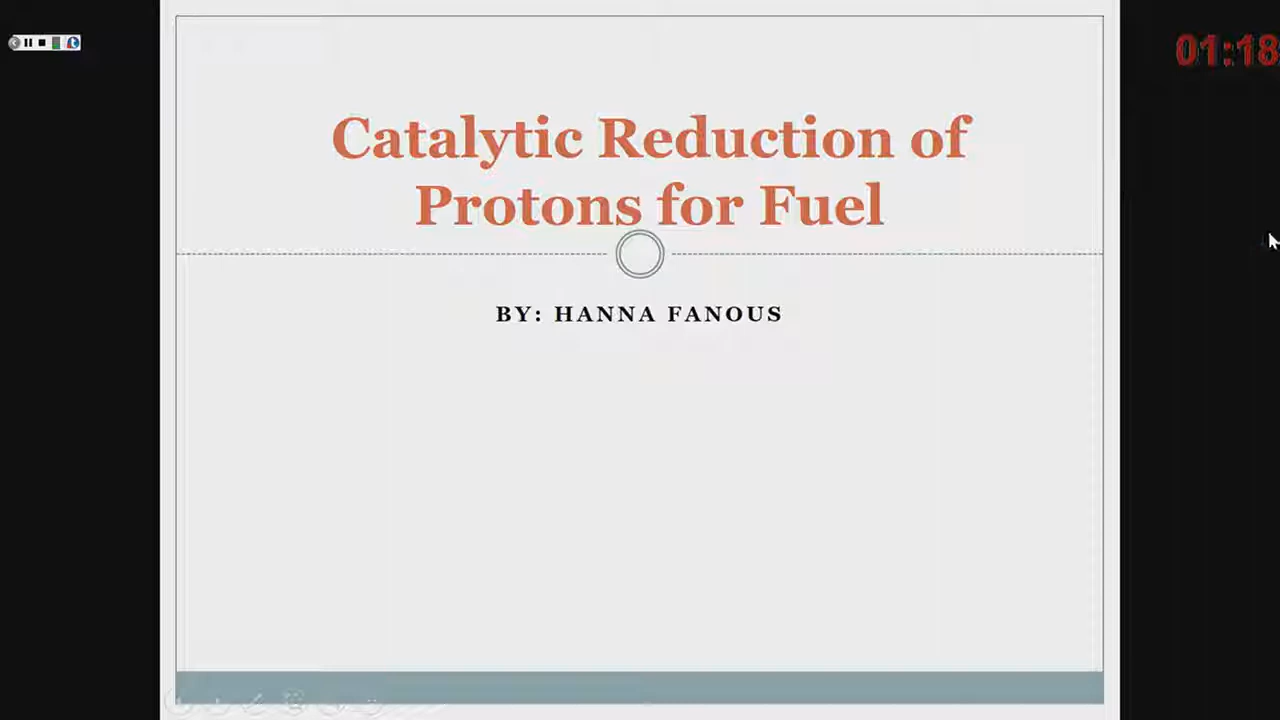 01:18
Catalytic Reduction of
Protons for Fuel
BY: HANNA FANOUS